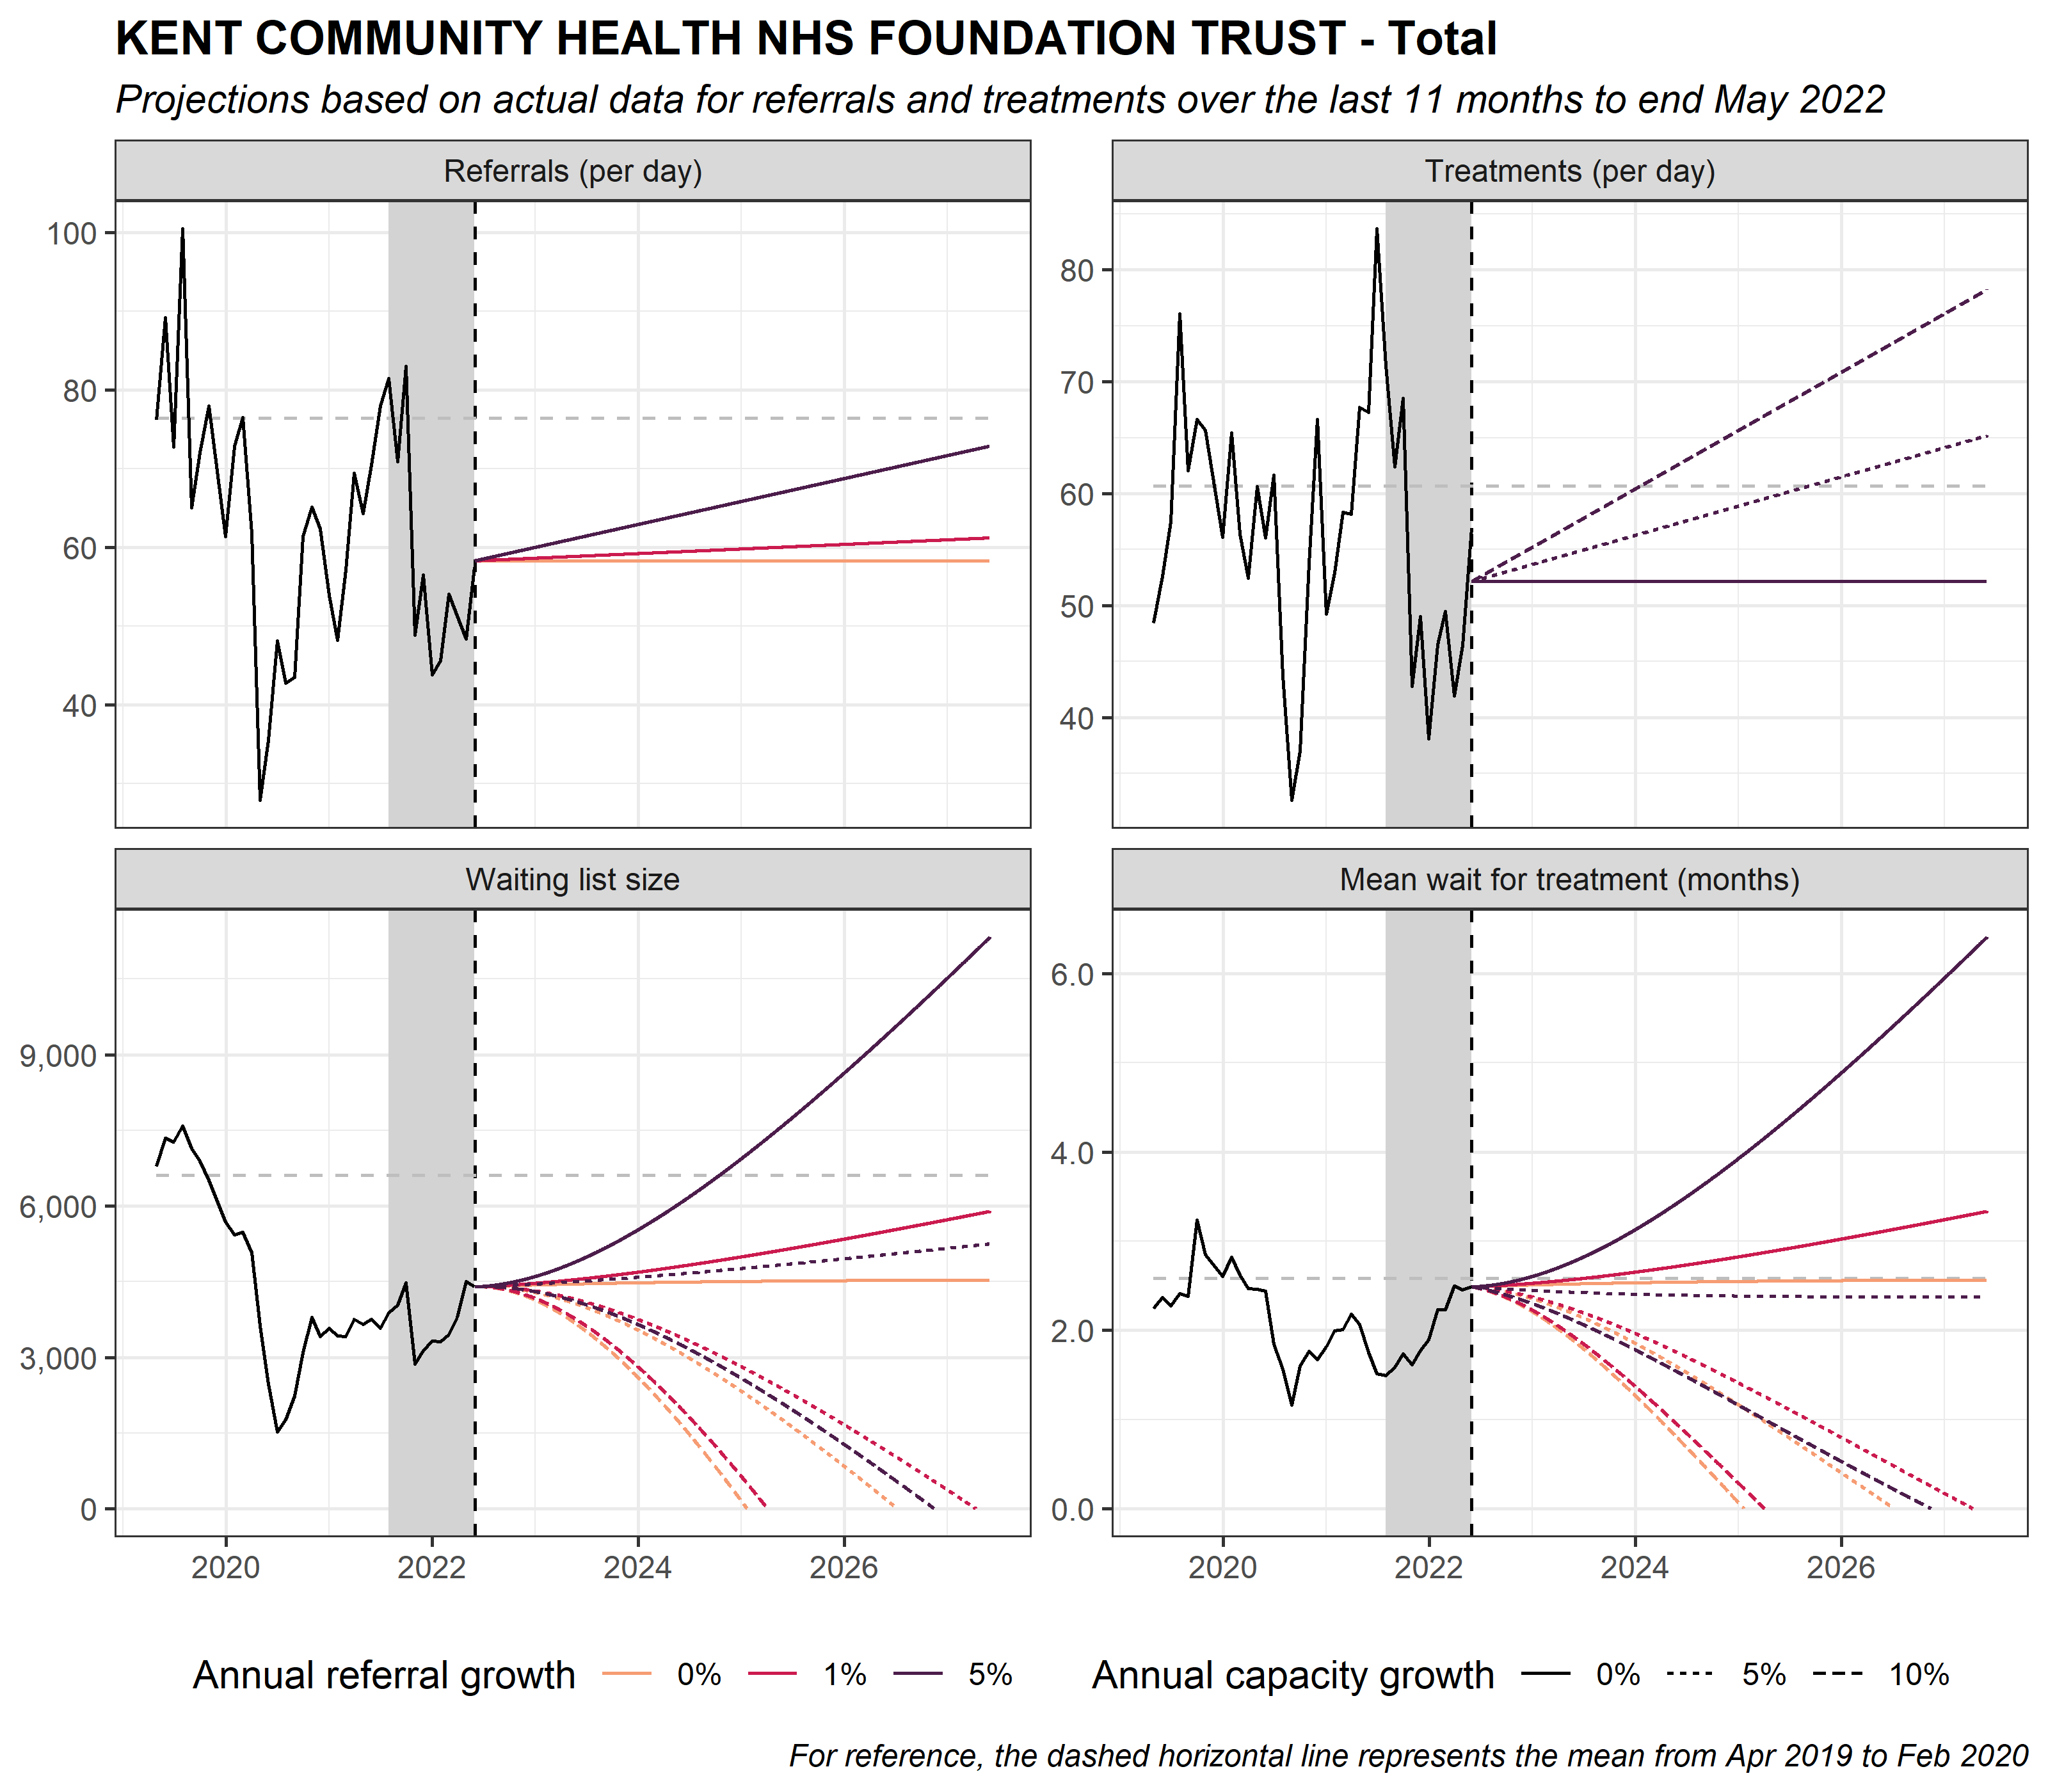 KENT COMMUNITY HEALTH NHS FOUNDATION TRUST - Total
Projections based on actual data for referrals and treatments over the last 11 months to end May 2022
Referrals (per day)
100
80
60
40
Treatments (per day)
80
70
60
50
40
Waiting list size
9,000
6,000
3,000
0
2020 2022 2024 2026
Mean wait for treatment (months)
6.0
4.0
2.0
0.0
2020 2022 2024 2026
Annual referral growth 0% 1% 5%
Annual capacity growth 0% 5% 10%
For reference, the dashed horizontal line represents the mean from Apr 2019 to Feb 2020